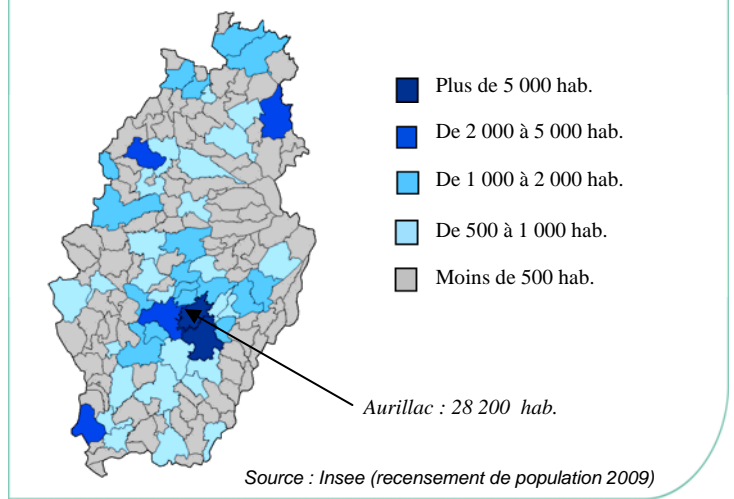 Plus de 5 000 hab.
De 2 000 à 5 000 hab.
De 1 000 à 2 000 hab.
De 500 à 1 000 hab.
Moins de 500 hab.
Aurillac : 28 200 hab.
Source : Insee (recensement de population 2009)